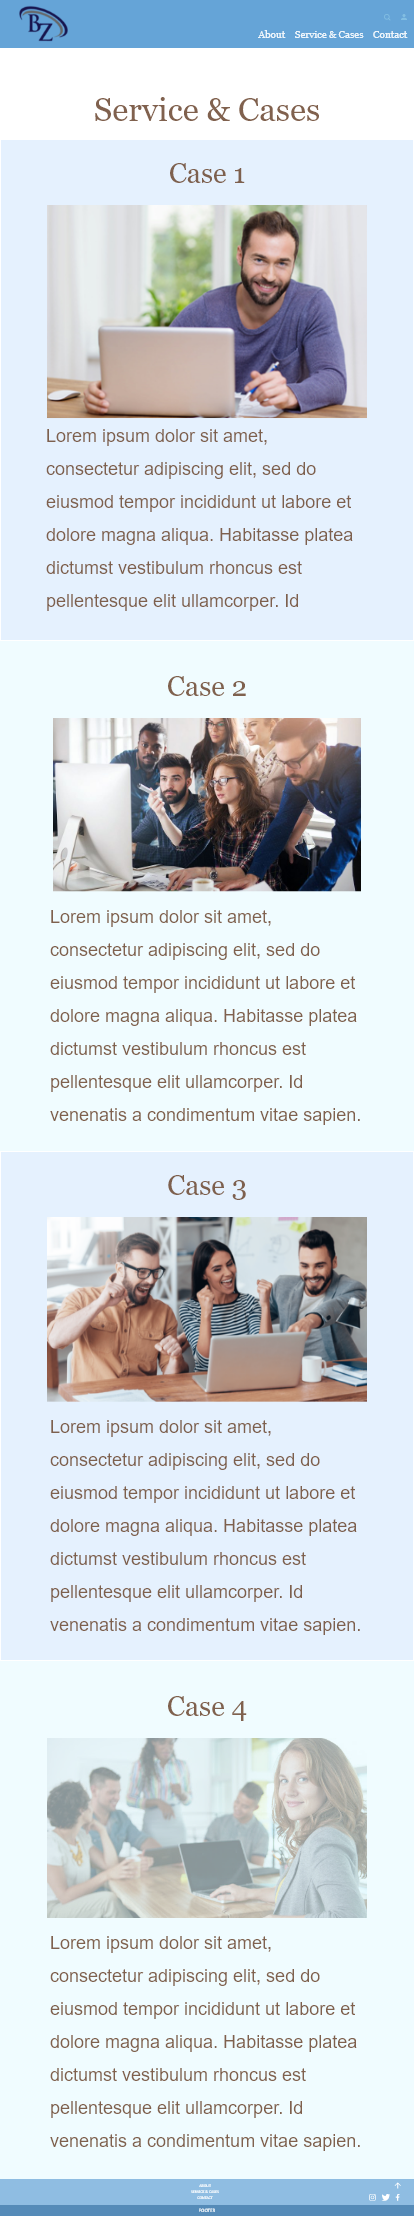 BZ
About Service & Cases Contact
Service & Cases
Case 1
Lorem ipsum dolor sit amet,
consectetur adipiscing elit, sed do
eiusmod tempor incididunt ut labore et
dolore magna aliqua. Habitasse platea
dictumst vestibulum rhoncus est
pellentesque elit ullamcorper. Id
Case 2
Lorem ipsum dolor sit amet,
consectetur adipiscing elit, sed do
eiusmod tempor incididunt ut labore et
dolore magna aliqua. Habitasse platea
dictumst vestibulum rhoncus est
pellentesque elit ullamcorper. Id
venenatis a condimentum vitae sapien.
Case 3
Lorem ipsum dolor sit amet,
consectetur adipiscing elit, sed do
eiusmod tempor incididunt ut labore et
dolore magna aliqua. Habitasse platea
dictumst vestibulum rhoncus est
pellentesque elit ullamcorper. Id
venenatis a condimentum vitae sapien.
Case 4
Lorem ipsum dolor sit amet,
consectetur adipiscing elit, sed do
eiusmod tempor incididunt ut labore et
dolore magna aliqua. Habitasse platea
dictumst vestibulum rhoncus est
pellentesque elit ullamcorper. Id
venenatis a condimentum vitae sapien.